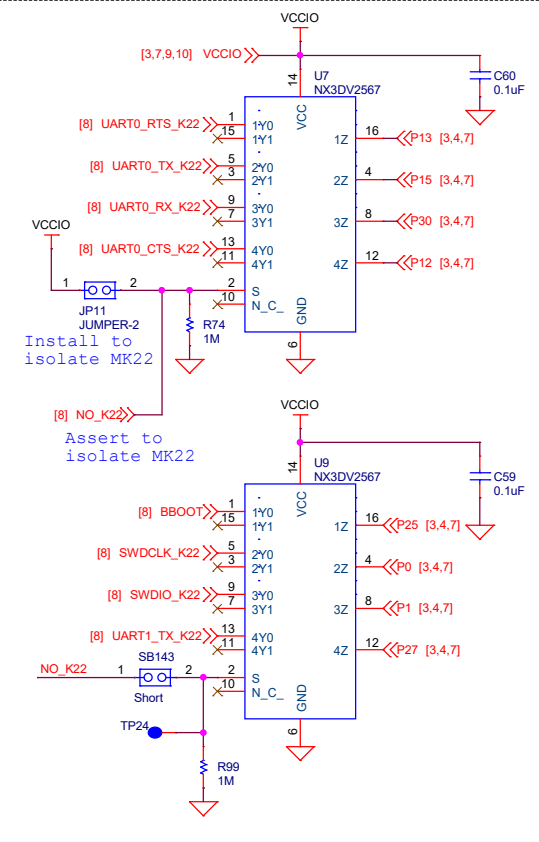 VCCIO
[3,7,9,10] VCCIO
14
U7
NX3DV2567
C60
0.1uF
VCC
[8] UART0_RTS_K22
1
1Y0
15
1Y1
1Z
16
P13 [3,4,7]
[8] UART0_TX_K22
5
2Y0
3
2Y1
2Z
4
P15 [3,4,7]
[8] UART0_RX_K22
9
3Y0
7
3Y1
3Z
8
P30 [3,4,7]
VCCIO
[8] UART0_CTS_K22
13
4Y0
11
4Y1
4Z
12
P12 [3,4,7]
1
2
2
S
10
N_C_
JP11
JUMPER-2
R74
1M
GND
6
Install to
isolate MK22
[8] NO_K22
Assert to
isolate MK22
VCCIO
14
U9
NX3DV2567
C59
0.1uF
VCC
[8] BBOOT
1
1Y0
15
1Y1
1Z
16
P25 [3,4,7]
[8] SWDCLK_K22
5
2Y0
3
2Y1
2Z
4
P0 [3,4,7]
[8] SWDIO_K22
9
3Y0
7
3Y1
3Z
8
P1 [3,4,7]
[8] UART1_TX_K22
13
4Y0
11
4Y1
4Z
12
P27 [3,4,7]
SB143
NO_K22
1
2
2
S
10
N_C_
Short
GND
6
TP24
R99
1M